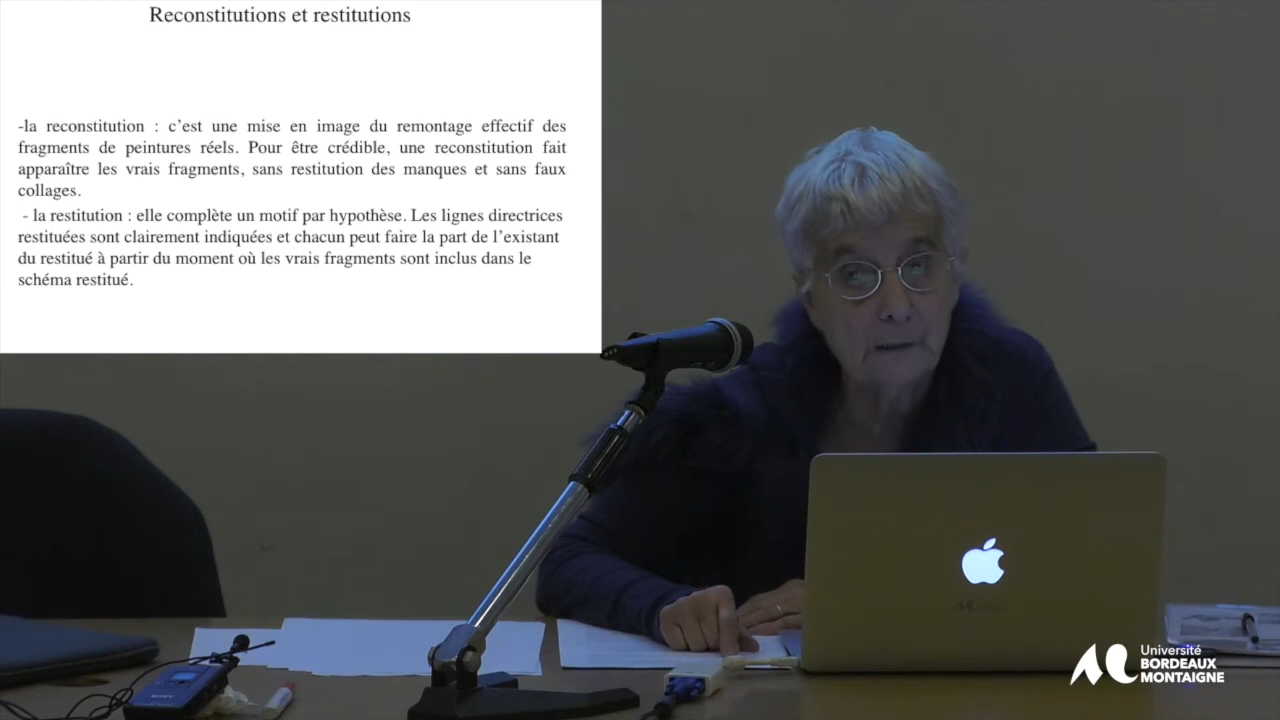 Reconstitutions et restitutions
-la reconstitution : c'est une mise en image du remontage effectif des
fragments de peintures réels. Pour être crédible, une reconstitution fait
apparaître les vrais fragments, sans restitution des manques et sans faux
collages.
- la restitution : elle complète un motif par hypothèse. Les lignes directrices
restituées sont clairement indiquées et chacun peut faire la part de l'existant
du restitué à partir du moment où les vrais fragments sont inclus dans le
schéma restitué.
SONY
Université
BORDEAUX
MONTAIGNE